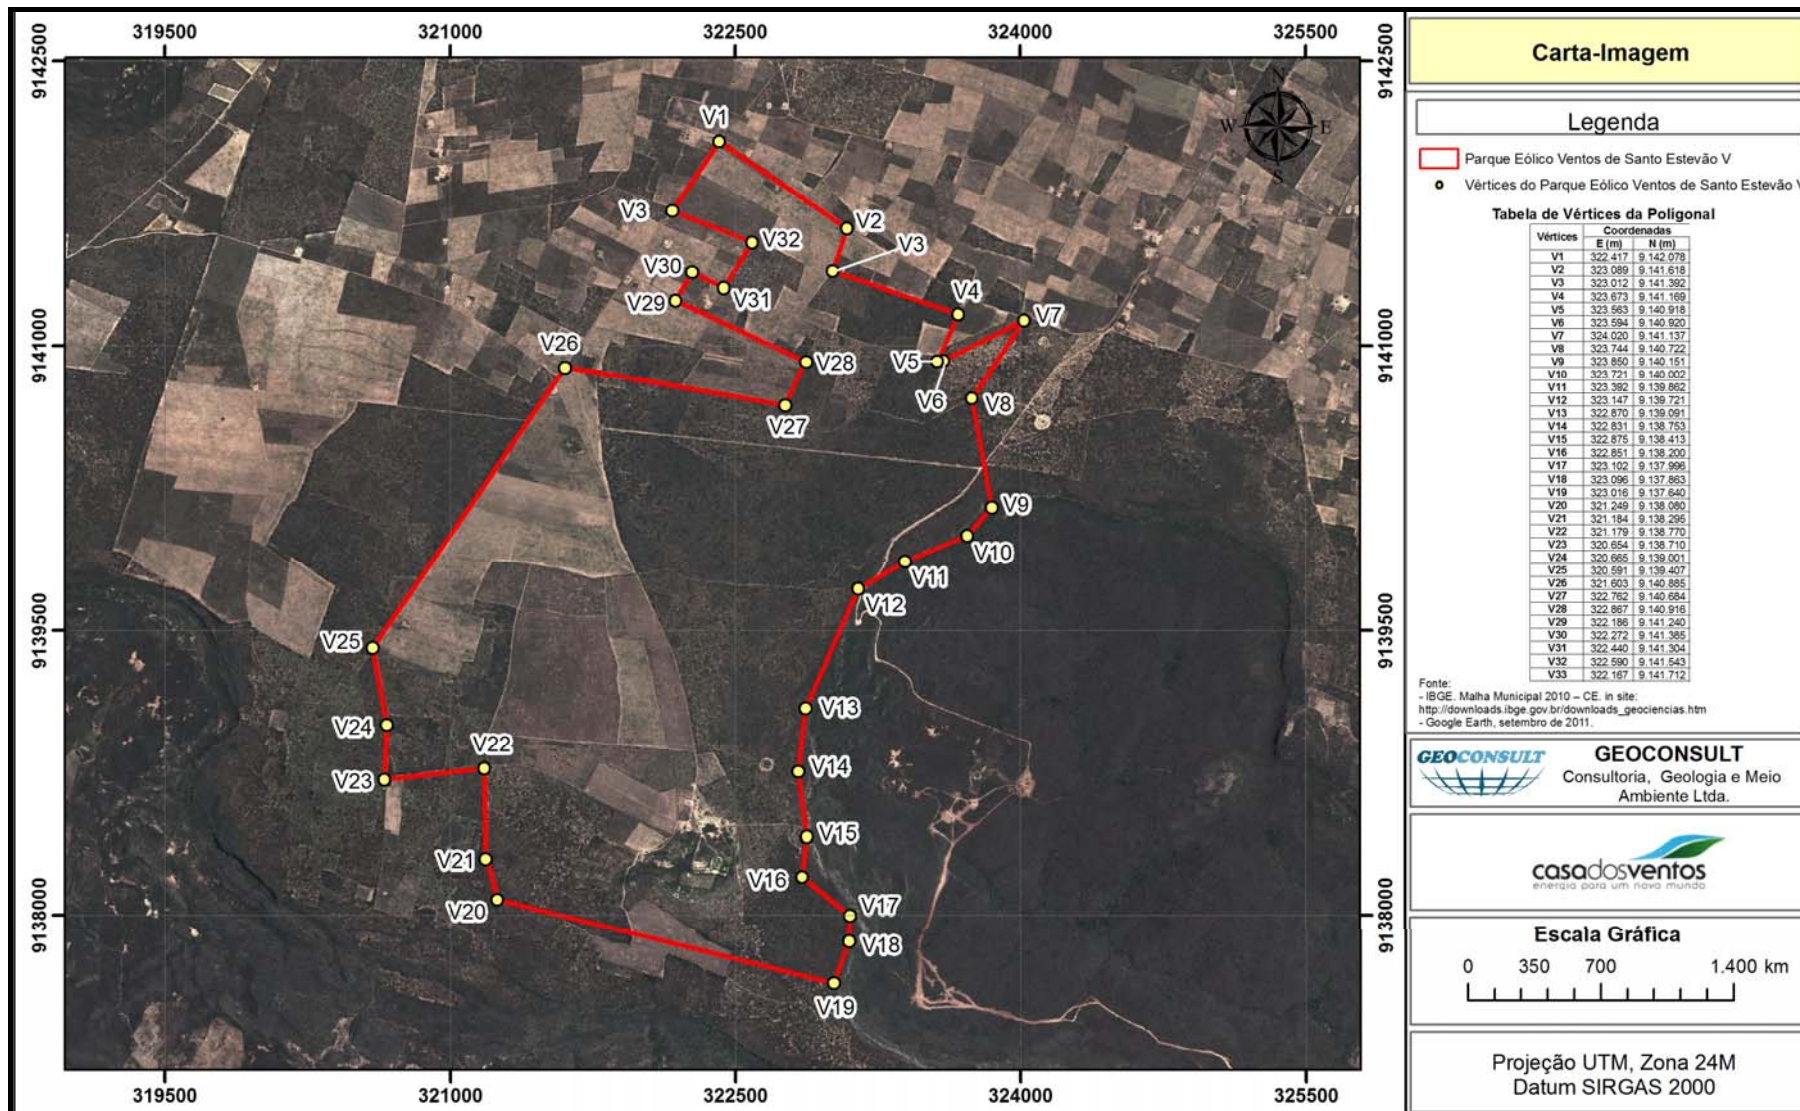 319500 321000 322500 324000 325500
9142500
9141000
9139500
9138000
N
W E
S
V1
V3
V2
V32
V3
V30
V31
V29
V4
V7
V26
V28
V5
V6
V8
V27
V9
V10
V11
V12
V25
V13
V24
V22
V14
V23
V15
V21
V16
V20
V17
V18
V19
9142500
9141000
9139500
9138000
319500 321000 322500 324000 325500
Carta-Imagem
Legenda
Parque Eólico Ventos de Santo Estevão V
Vértices do Parque Eólico Ventos de Santo Estevão V
Tabela de Vértices da Poligonal
Vértices Coordenadas
E (m) N (m)
V1 322.417 9.142.078
V2 323.089 9.141.618
V3 323.012 9.141.392
V4 323.673 9.141.169
V5 323.563 9.140.918
V6 323.594 9.140.920
V7 324.020 9.141.137
V8 323.744 9.140.722
V9 323.850 9.140.151
V10 323.721 9.140.002
V11 323.392 9.139.862
V12 323.147 9.139.721
V13 322.870 9.139.091
V14 322.831 9.138.753
V15 322.875 9.138.413
V16 322.851 9.138.200
V17 323.102 9.137.996
V18 323.096 9.137.863
V19 323.016 9.137.640
V20 321.249 9.138.080
V21 321.184 9.138.295
V22 321.179 9.138.770
V23 320.654 9.138.710
V24 320.665 9.139.001
V25 320.591 9.139.407
V26 321.603 9.140.885
V27 322.762 9.140.684
V28 322.867 9.140.916
V29 322.186 9.141.240
V30 322.272 9.141.385
V31 322.440 9.141.304
V32 322.590 9.141.543
V33 322.167 9.141.712
Fonte:
- IBGE. Malha Municipal 2010 – CE. in site:
http://downloads.ibge.gov.br/downloads_geociencias.htm
- Google Earth, setembro de 2011.
GEOCONSULT
GEOCONSULT
Consultoria, Geologia e Meio
Ambiente Ltda.
casadosventos
energia para um novo mundo
Escala Gráfica
0 350 700 1.400 km
Projeção UTM, Zona 24M
Datum SIRGAS 2000